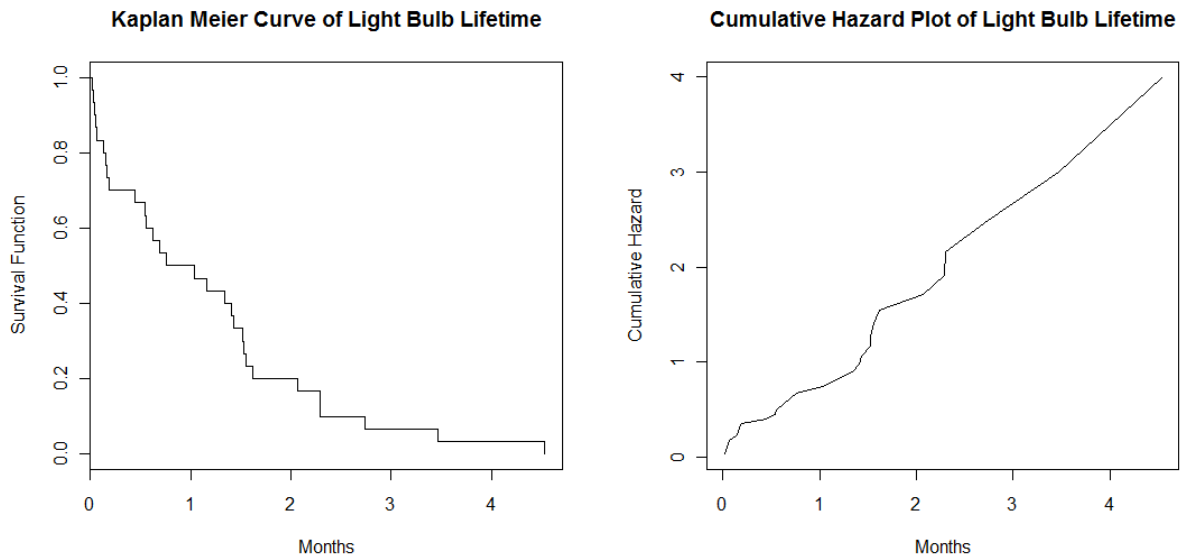 Kaplan Meier Curve of Light Bulb Lifetime
Survival Function
1.0
0.8
0.6
0.4
0.2
0.0
0 1 2 3 4
Months
Cumulative Hazard Plot of Light Bulb Lifetime
Cumulative Hazard
4
3
2
1
0
0 1 2 3 4
Months